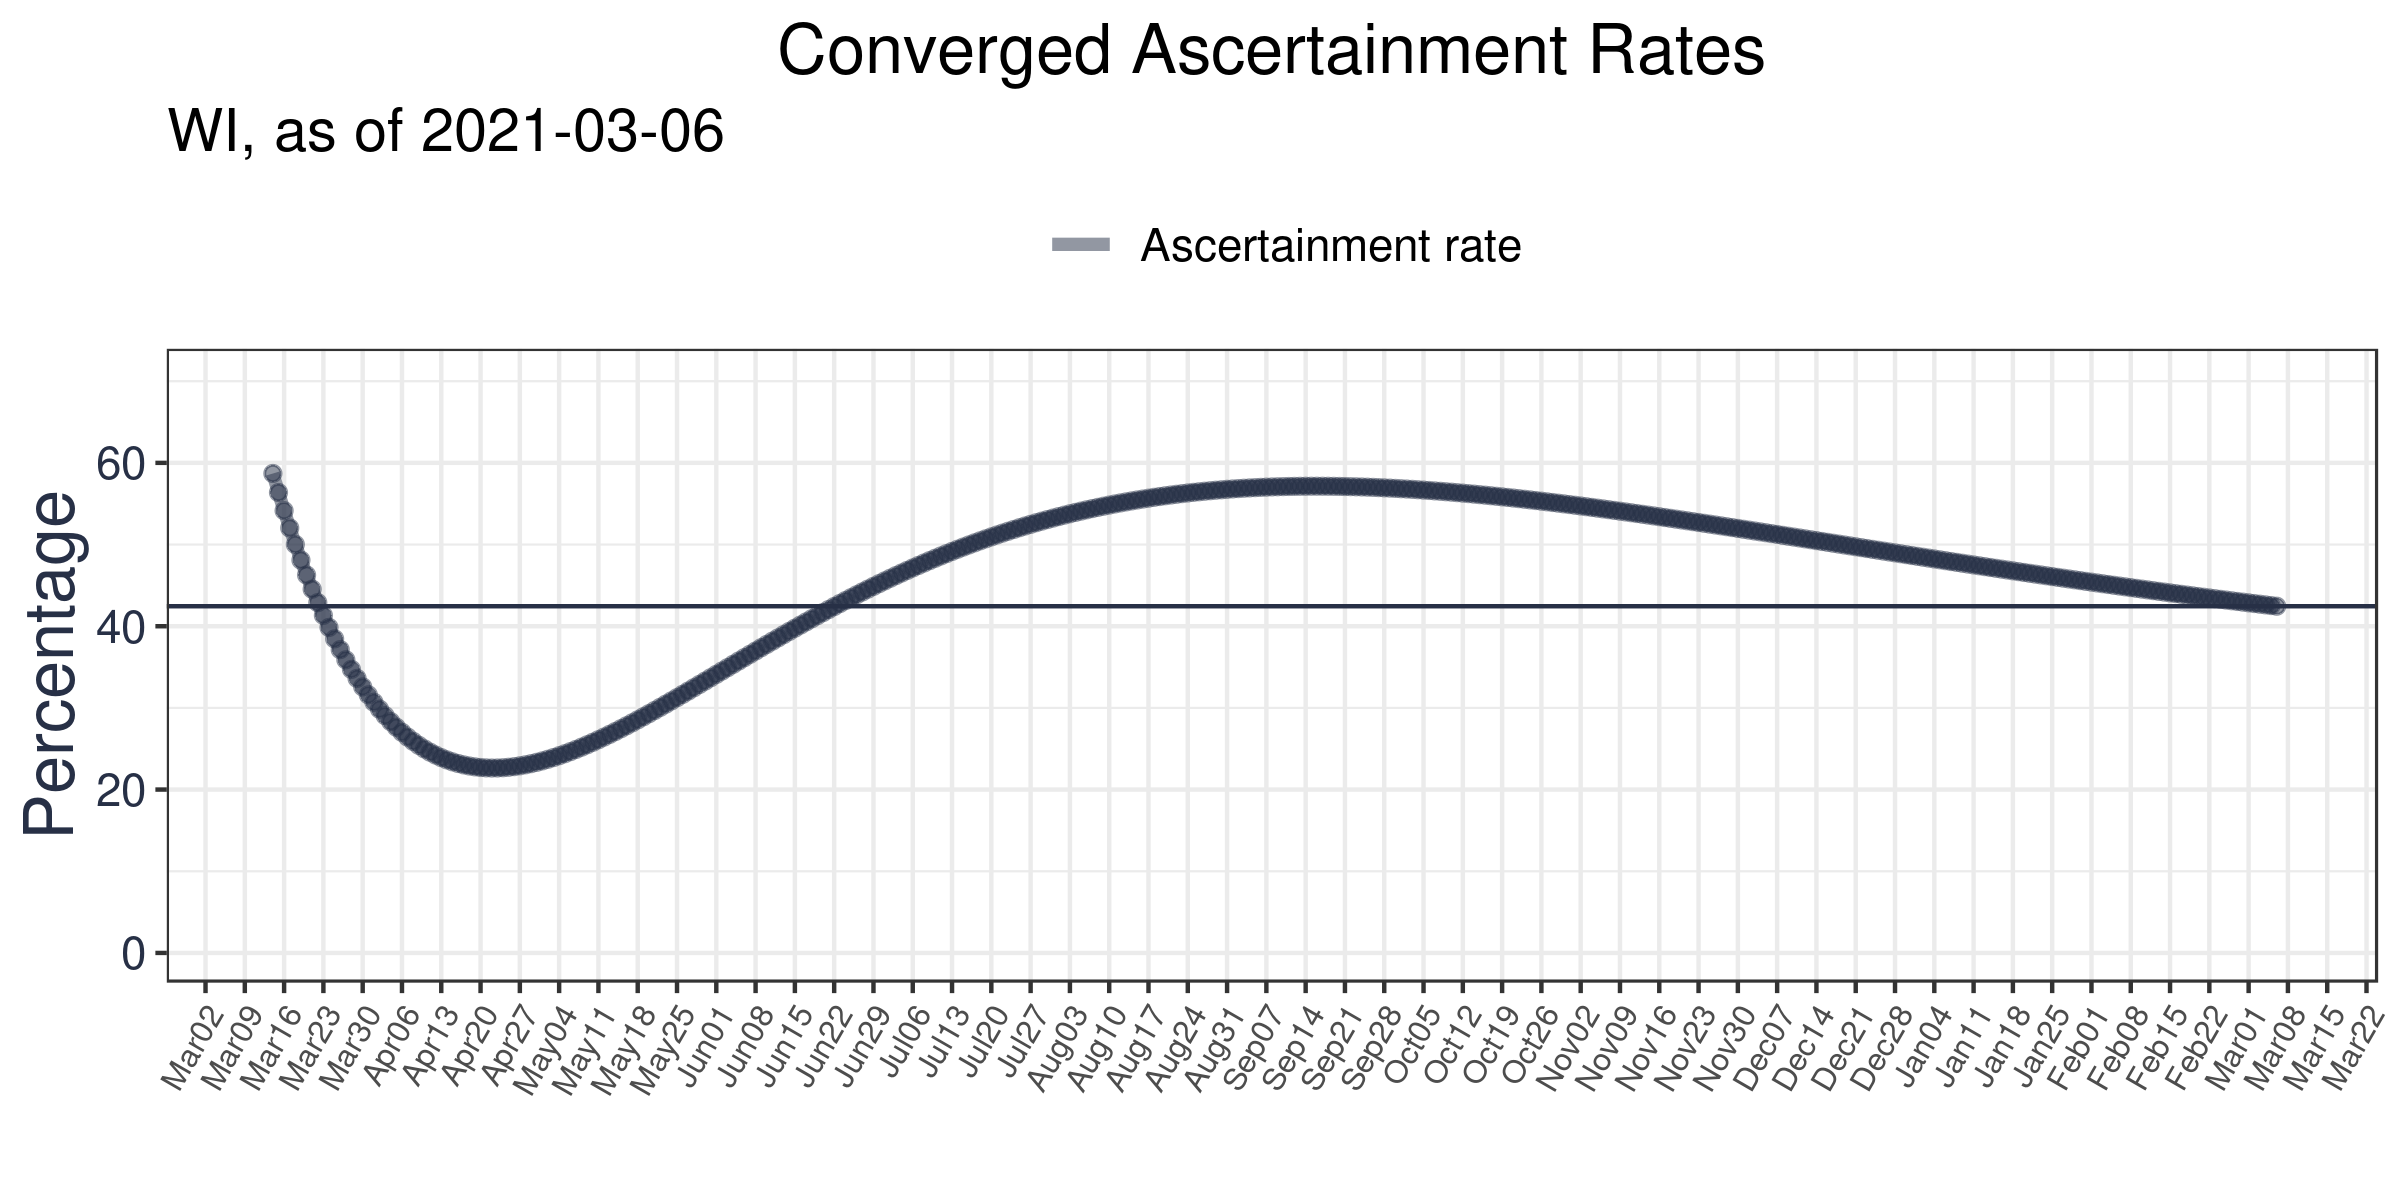 Converged Ascertainment Rates
WI, as of 2021-03-06
Ascertainment rate
Percentage
60
40
20
0
Mar02
Mar09
Mar16
Mar23
Mar30
Apr06
Apr13
Apr20
Apr27
May04
May11
May18
May25
Jun01
Jun08
Jun15
Jun22
Jun29
Jul06
Jul13
Jul20
Jul27
Aug03
Aug10
Aug17
Aug24
Aug31
Sep07
Sep14
Sep21
Sep28
Oct05
Oct12
Oct19
Oct26
Nov02
Nov09
Nov16
Nov23
Nov30
Dec07
Dec14
Dec21
Dec28
Jan04
Jan11
Jan18
Jan25
Feb01
Feb08
Feb15
Feb22
Mar01
Mar08
Mar15
Mar22